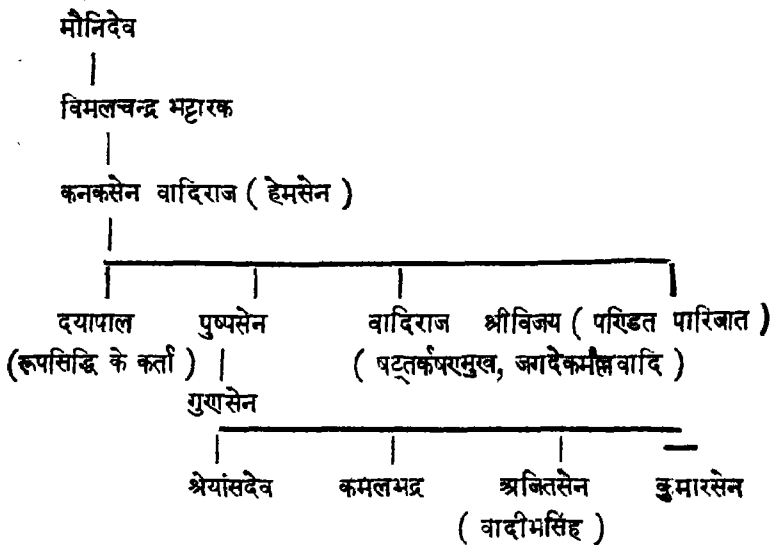 मौनिदेव
विमलचन्द्र भट्टारक
कनकसेन वादिराज ( हेमसेन )
दयापाल पुष्पसेन वादिराज श्रीविजय ( पण्डित पारिजात )
(रूपसिद्धि के कर्ता ) ( षट्तर्कषण्मुख, जगदेकमल्लवादि )
गुणसेन
श्रेयांसदेव कमलभद्र अजितसेन कुमारसेन
( वादीभसिंह )